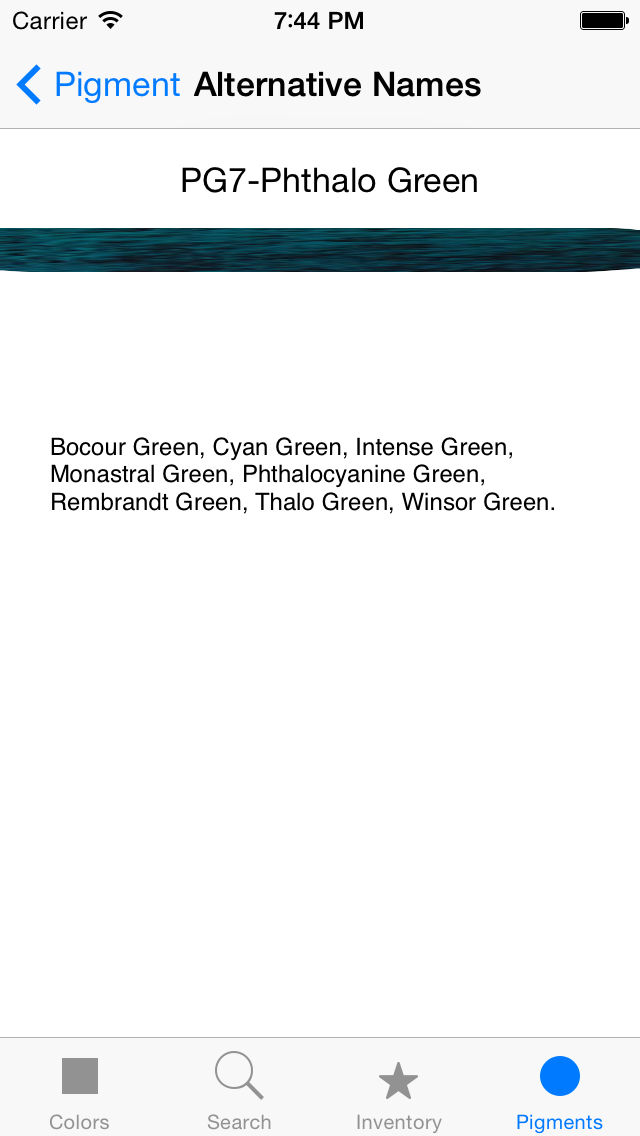 Carrier 7:44 PM
Pigment Alternative Names
PG7-Phthalo Green
Bocour Green, Cyan Green, Intense Green,
Monastral Green, Phthalocyanine Green,
Rembrandt Green, Thalo Green, Winsor Green.
Colors Search Inventory Pigments